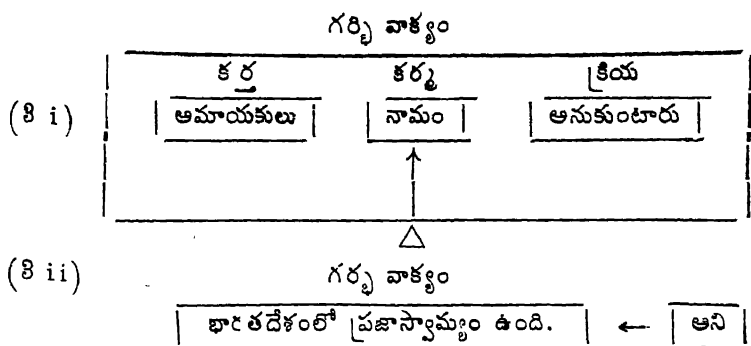 గర్భి వాక్యం
కర్త కర్మ క్రియ
(3 i) అమాయకులు నామం అనుకుంటారు
(3 ii) గర్భ వాక్యం
భారతదేశంలో ప్రజాస్వామ్యం ఉంది. ← అని